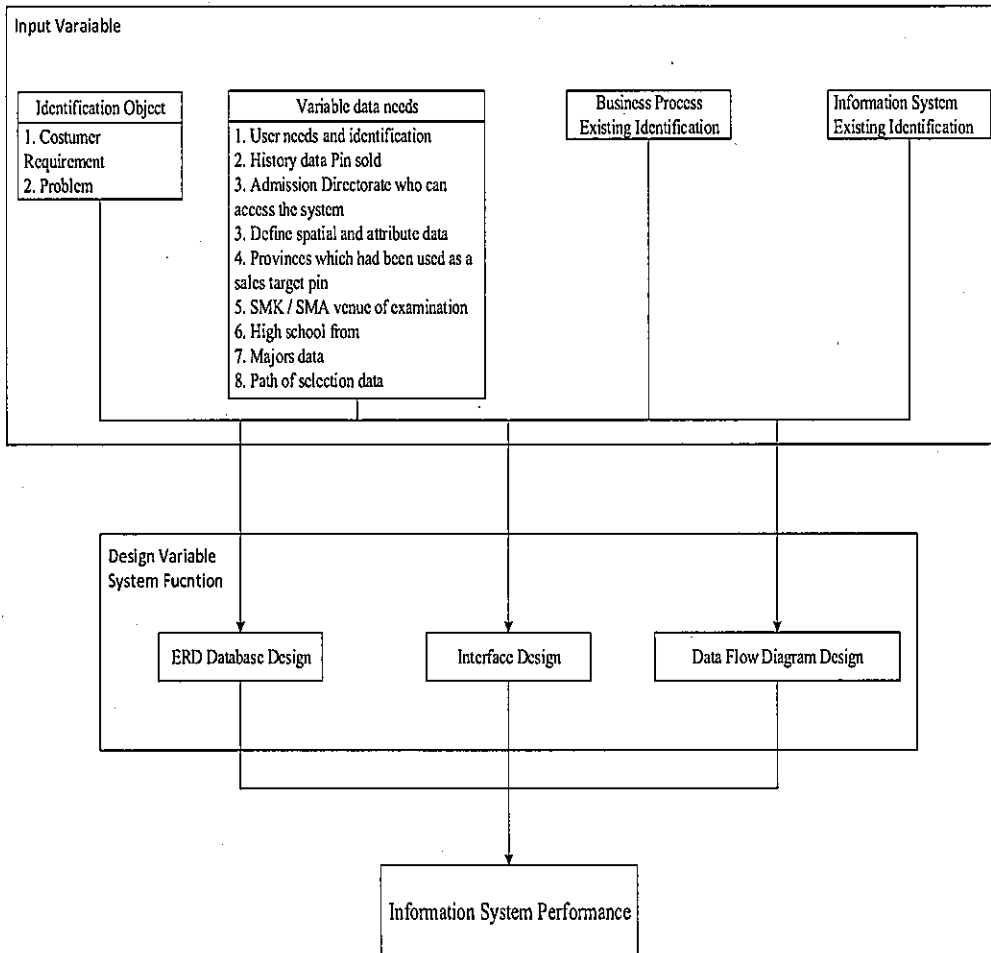 Input Varaiable
Identification Object
1. Costumer
Requirement
2. Problem
Variable data needs
1. User needs and identification
2. History data Pin sold
3. Admission Directorate who can
access the system
3. Define spatial and attribute data
4. Provinces which had been used as a
sales target pin
5. SMK / SMA venue of examination
6. High school from
7. Majors data
8. Path of selection data
Business Process
Existing Identification
Information System
Existing Identification
Design Variable
System Fucntion
ERD Database Design
Interface Design
Data Flow Diagram Design
Information System Performance